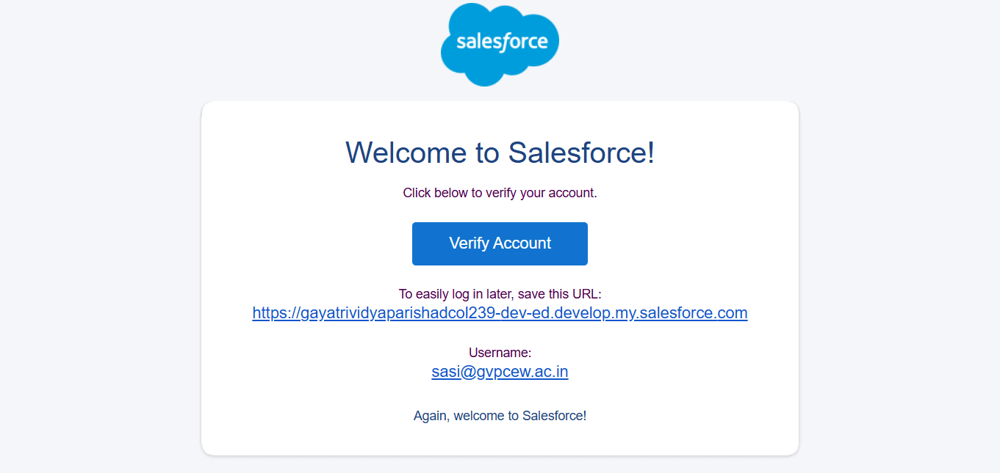 salesforce
Welcome to Salesforce!
Click below to verify your account.
Verify Account
To easily log in later, save this URL:
https://gayatrividyaparishadcol239-dev-ed.develop.my.salesforce.com
Username:
sasi@gvpcew.ac.in
Again, welcome to Salesforce!